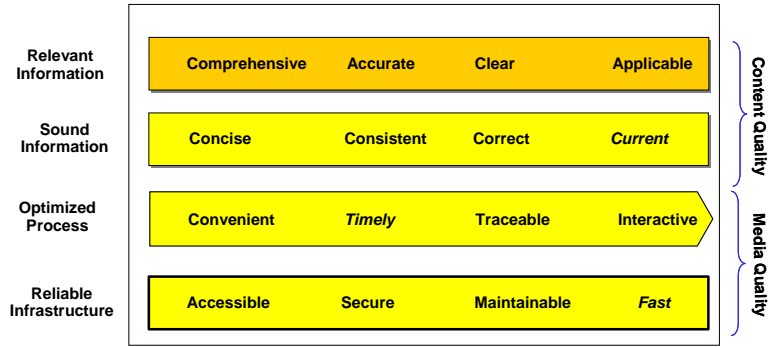 Relevant
Information
Comprehensive Accurate Clear Applicable
Sound
Information
Concise Consistent Correct Current
Content Quality
Optimized
Process
Convenient Timely Traceable Interactive
Reliable
Infrastructure
Accessible Secure Maintainable Fast
Media Quality